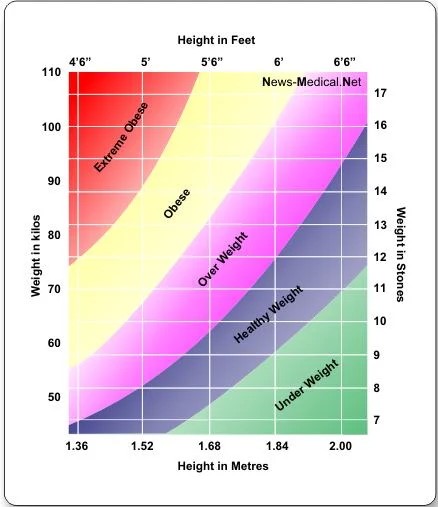 Height in Feet
4'6” 5' 5'6” 6' 6'6”
News-Medical.Net
110
100
90
80
70
60
50
Weight in kilos
17
16
15
14
13
12
11
10
9
8
7
Weight in Stones
Extreme Obese
Obese
Over Weight
Healthy Weight
Under Weight
1.36 1.52 1.68 1.84 2.00
Height in Metres